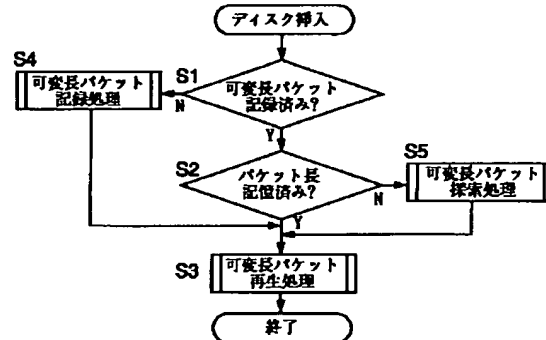 ディスク挿入
S4
S1
可変長パケット
記録処理
可変長パケット
記録済み?
N
Y
S2
パケット長
記憶済み?
S5
可変長パケット
探索処理
N
Y
S3
可変長パケット
再生処理
終了